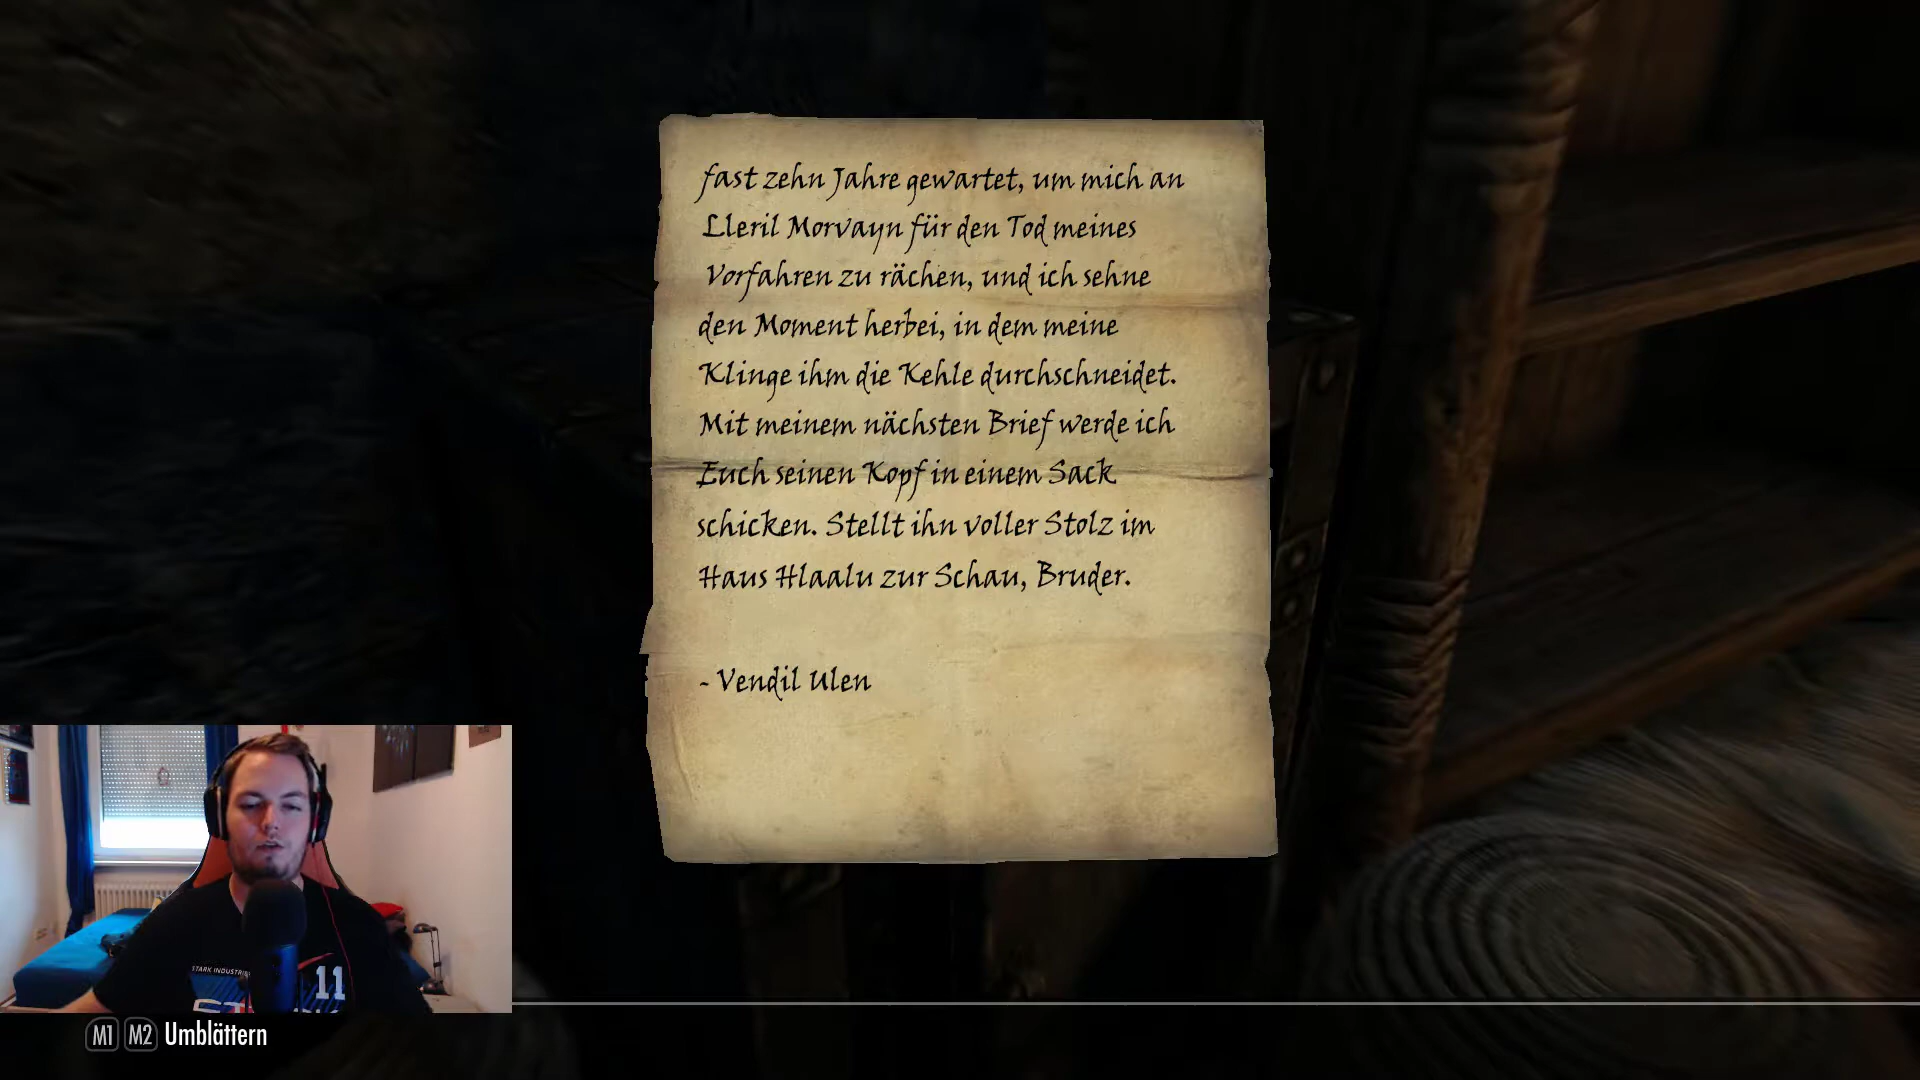 fast zehn Jahre gewartet, um mich an
Lleril Morvayn für den Tod meines
Vorfahren zu rächen, und ich sehne
den Moment herbei, in dem meine
Klinge ihm die Kehle durchschneidet.
Mit meinem nächsten Brief werde ich
Euch seinen Kopf in einem Sack
schicken. Stellt ihn voller Stolz im
Haus Hlaalu zur Schau, Bruder.
- Vendil Ulen
STARK INDUSTRIES
11
M1 M2 Umblättern